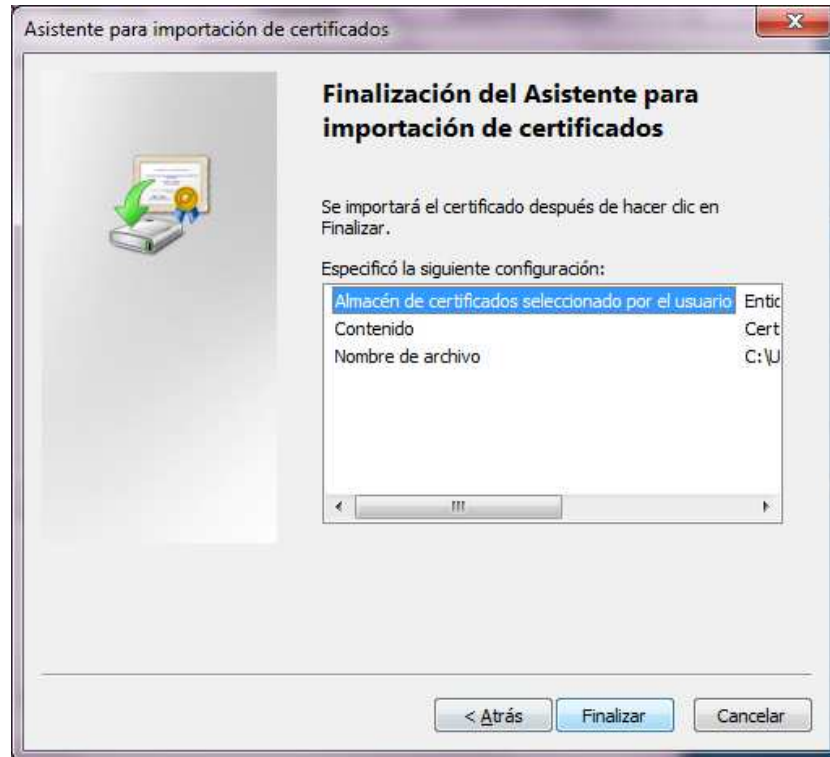 Asistente para importación de certificados
Finalización del Asistente para
importación de certificados
Se importará el certificado después de hacer clic en
Finalizar.
Especificó la siguiente configuración:
Almacén de certificados seleccionado por el usuario Entic
Contenido Cert
Nombre de archivo C:\U
< Atrás Finalizar Cancelar